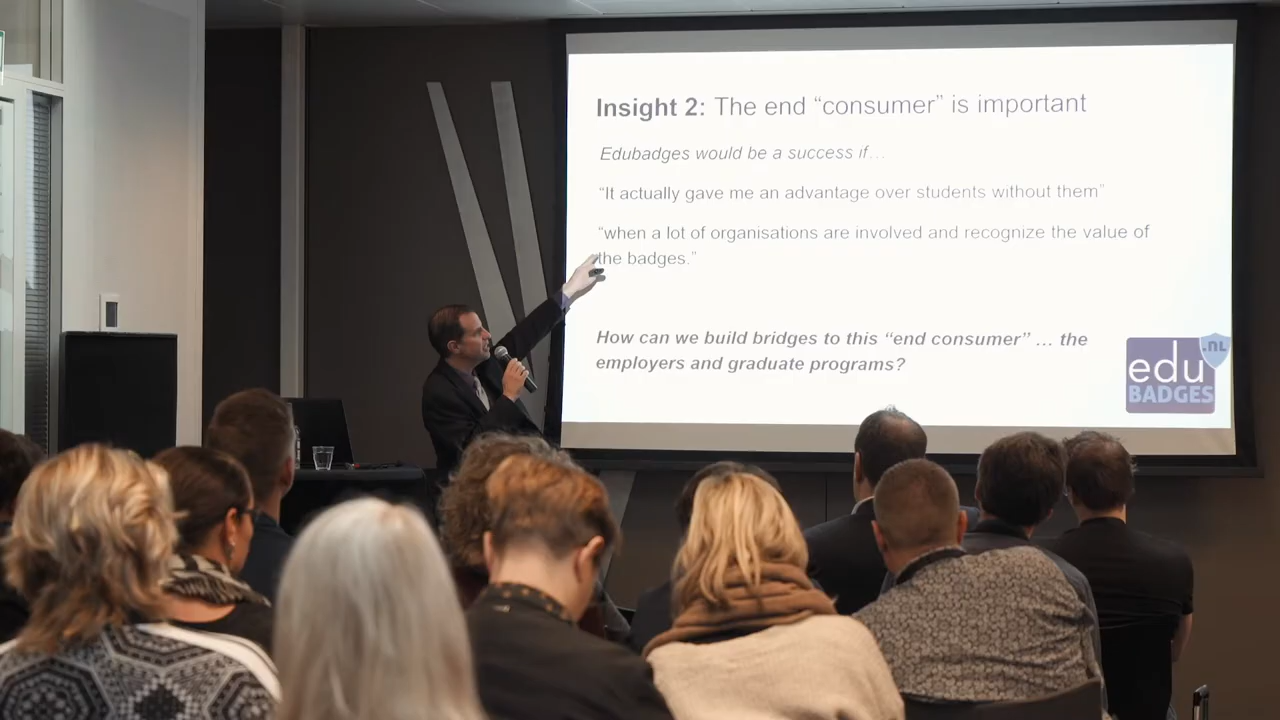 Insight 2: The end “consumer” is important
Edubadges would be a success if…
“It actually gave me an advantage over students without them”
“when a lot of organisations are involved and recognize the value of
the badges.”
How can we build bridges to this “end consumer” … the
employers and graduate programs?
.NL
edu
BADGES